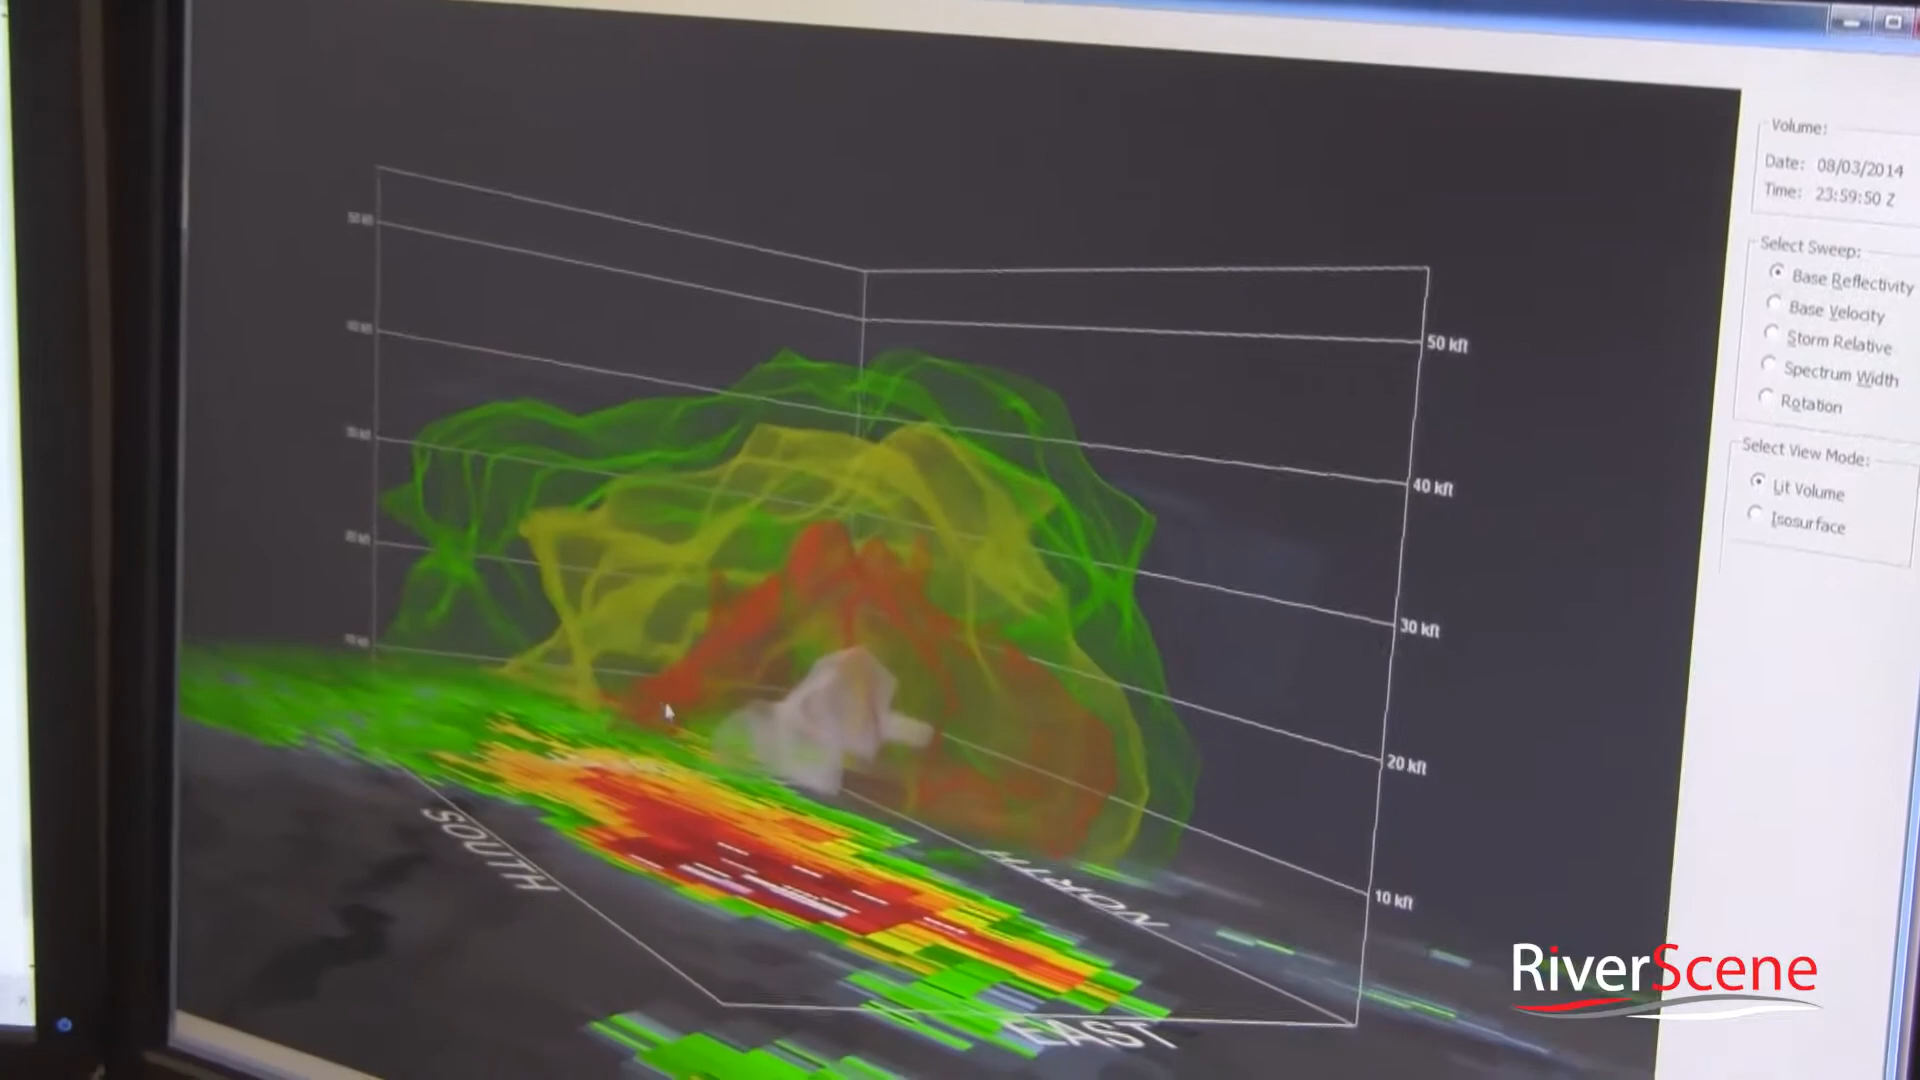 Volume:
Date: 08/03/2014
Time: 23:59:50 Z
Select Sweep:
Base Reflectivity
Base Velocity
Storm Relative
Spectrum Width
Rotation
Select View Mode:
Lit Volume
Isosurface
50 kft
40 kft
30 kft
20 kft
10 kft
SOUTH
NORTH
EAST
RiverScene